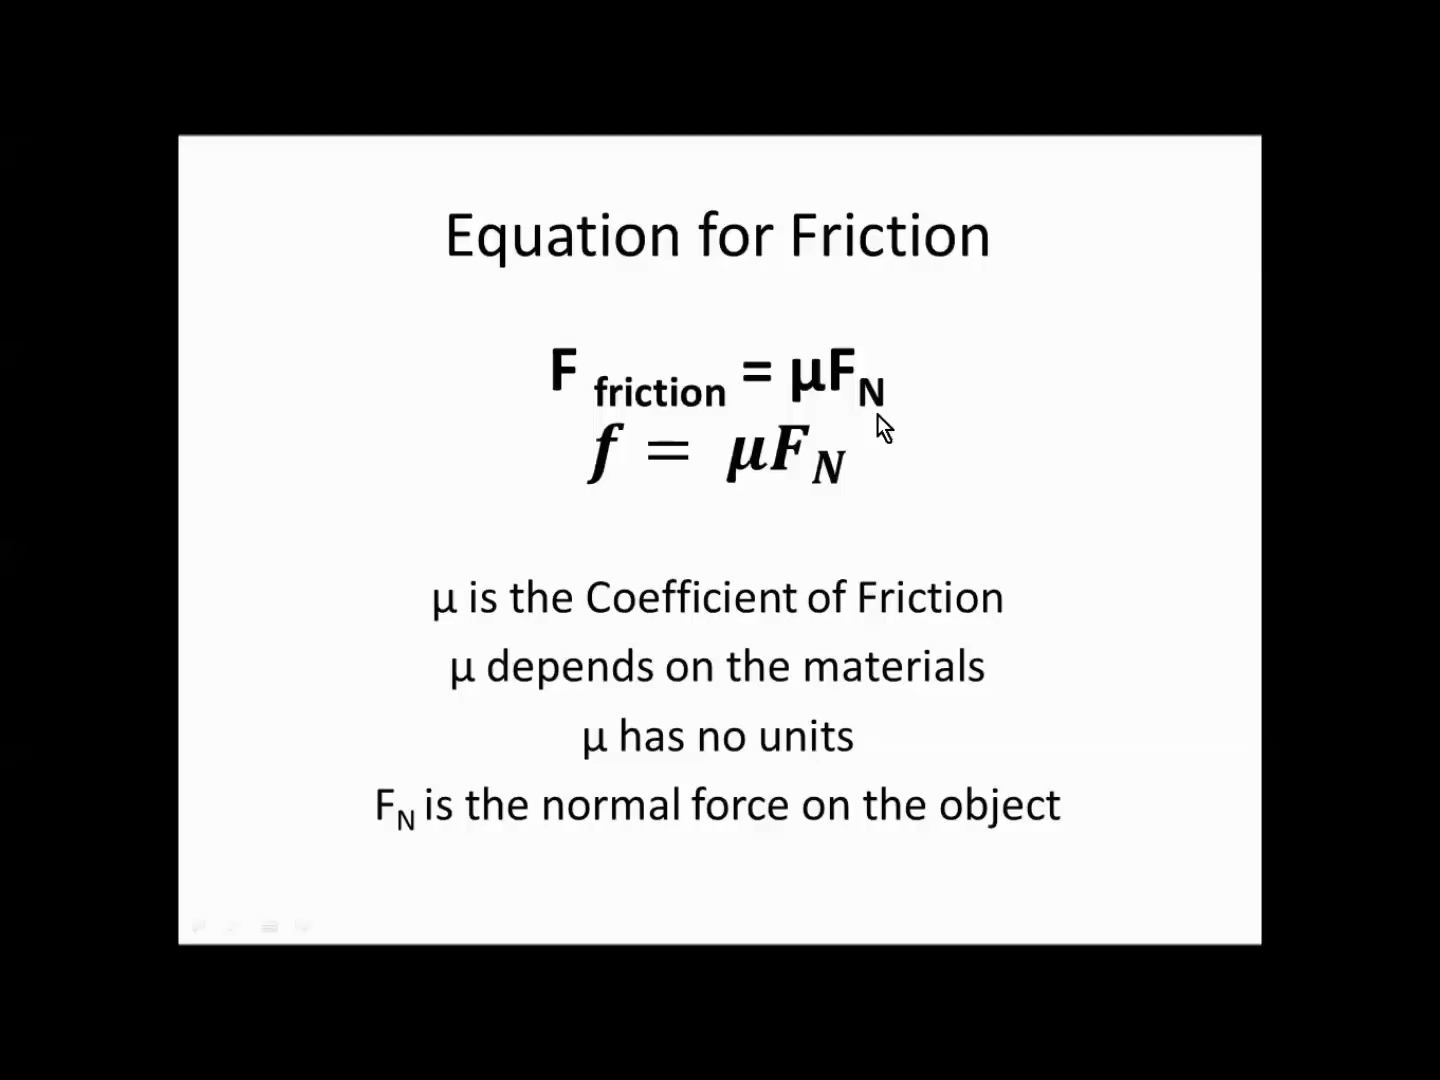 Equation for Friction
F friction = μFN
f = μFN
μ is the Coefficient of Friction
μ depends on the materials
μ has no units
FN is the normal force on the object